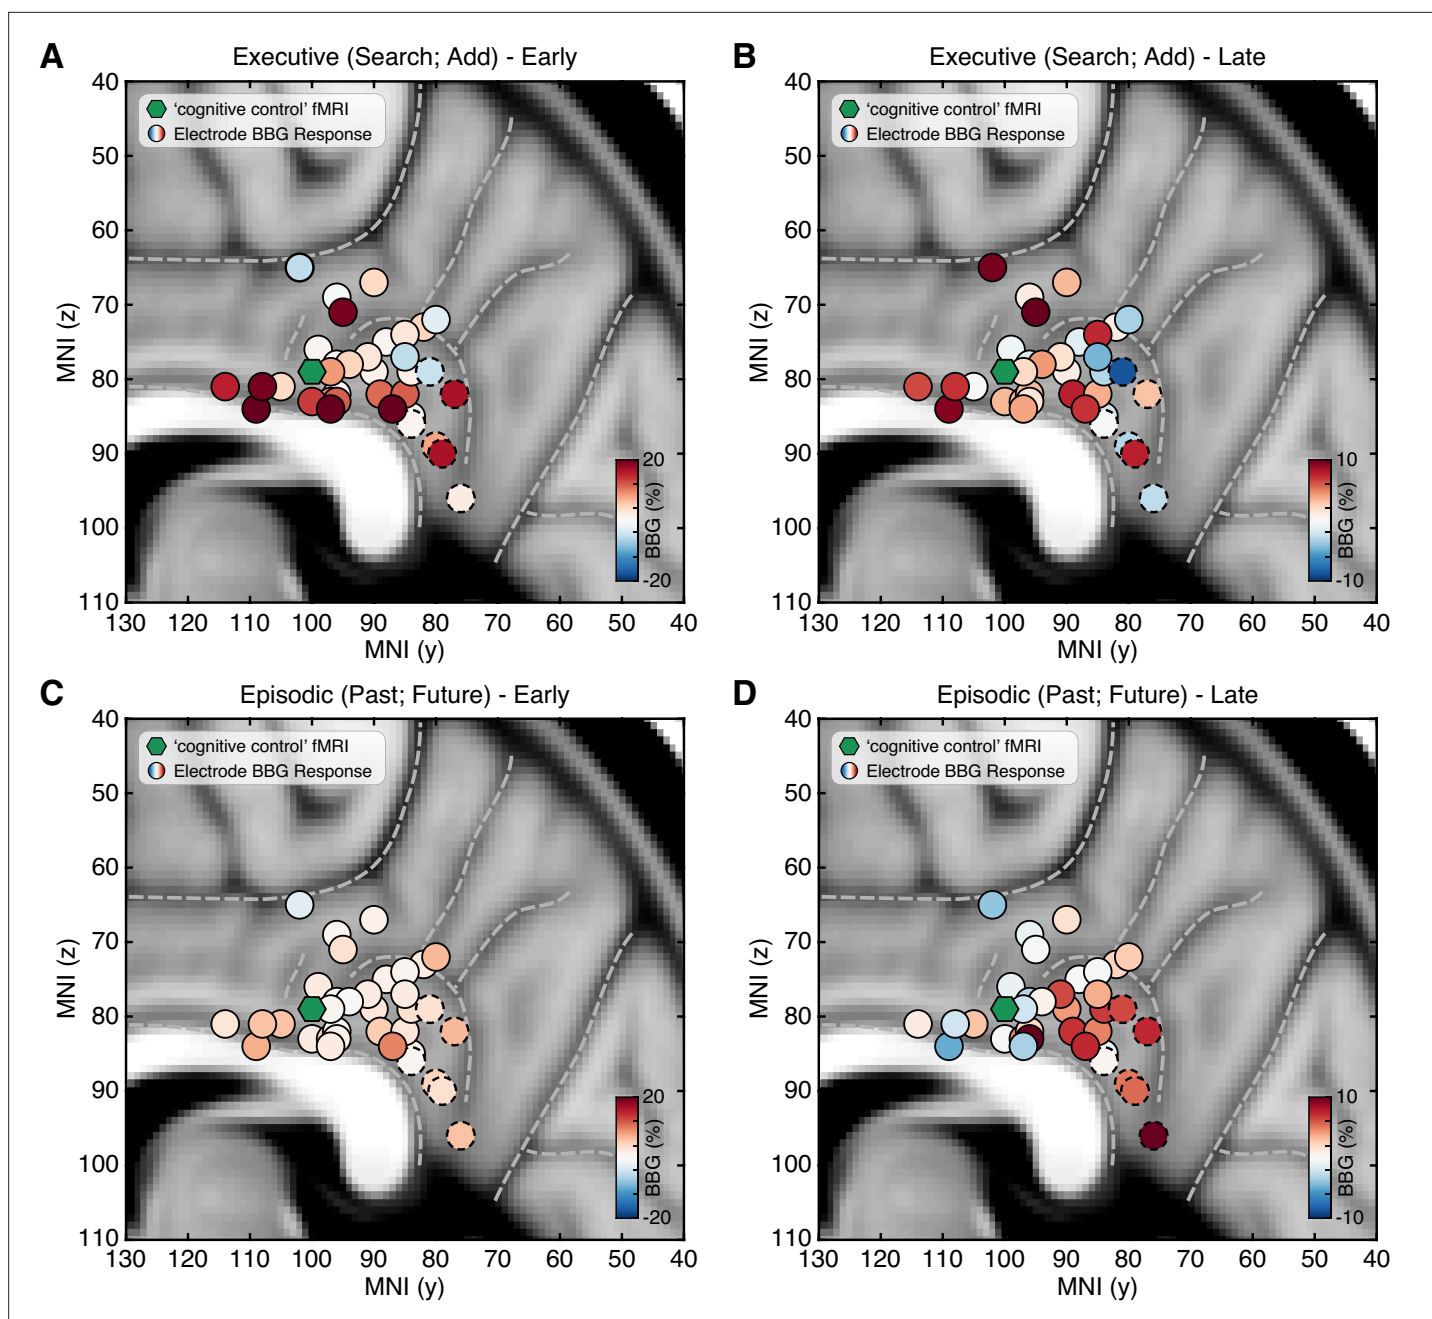 A
Executive (Search; Add) - Early
'cognitive control' fMRI
Electrode BBG Response
40
50
60
70
80
90
100
110
MNI (z)
130 120 110 100 90 80 70 60 50 40
MNI (y)
20
BBG (%)
-20
B
Executive (Search; Add) - Late
'cognitive control' fMRI
Electrode BBG Response
40
50
60
70
80
90
100
110
MNI (z)
130 120 110 100 90 80 70 60 50 40
MNI (y)
10
BBG (%)
-10
C
Episodic (Past; Future) - Early
'cognitive control' fMRI
Electrode BBG Response
40
50
60
70
80
90
100
110
MNI (z)
130 120 110 100 90 80 70 60 50 40
MNI (y)
20
BBG (%)
-20
D
Episodic (Past; Future) - Late
'cognitive control' fMRI
Electrode BBG Response
40
50
60
70
80
90
100
110
MNI (z)
130 120 110 100 90 80 70 60 50 40
MNI (y)
10
BBG (%)
-10